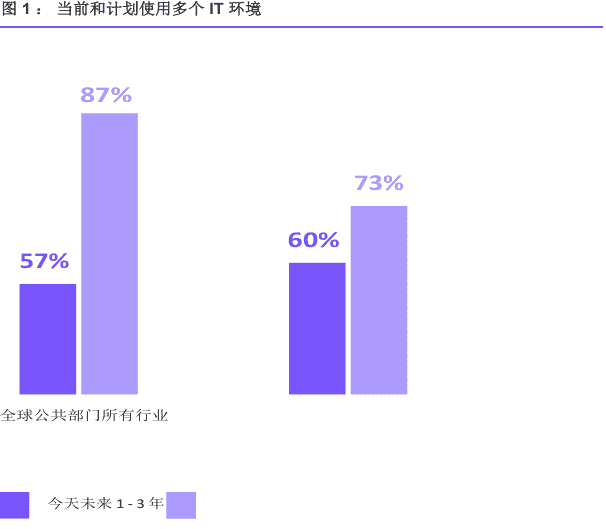 图 1 ： 当前和计划使用多个 IT 环境
87%
73%
60%
57%
全球公共部门所有行业
今天未来 1 - 3 年